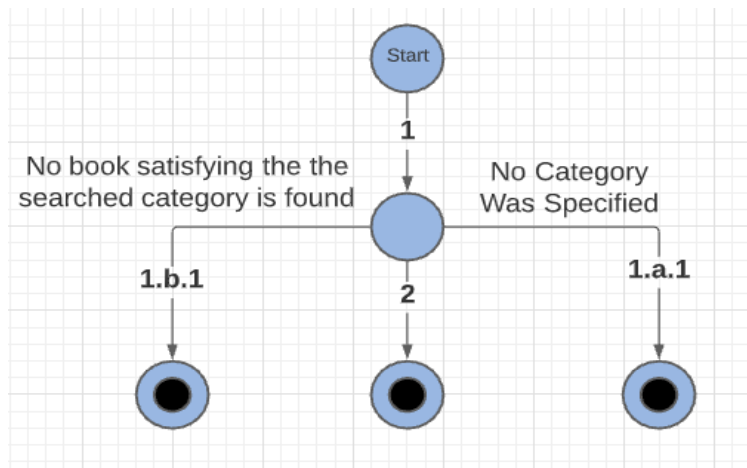 Start
1
No book satisfying the the
searched category is found
No Category
Was Specified
1.b.1
2
1.a.1